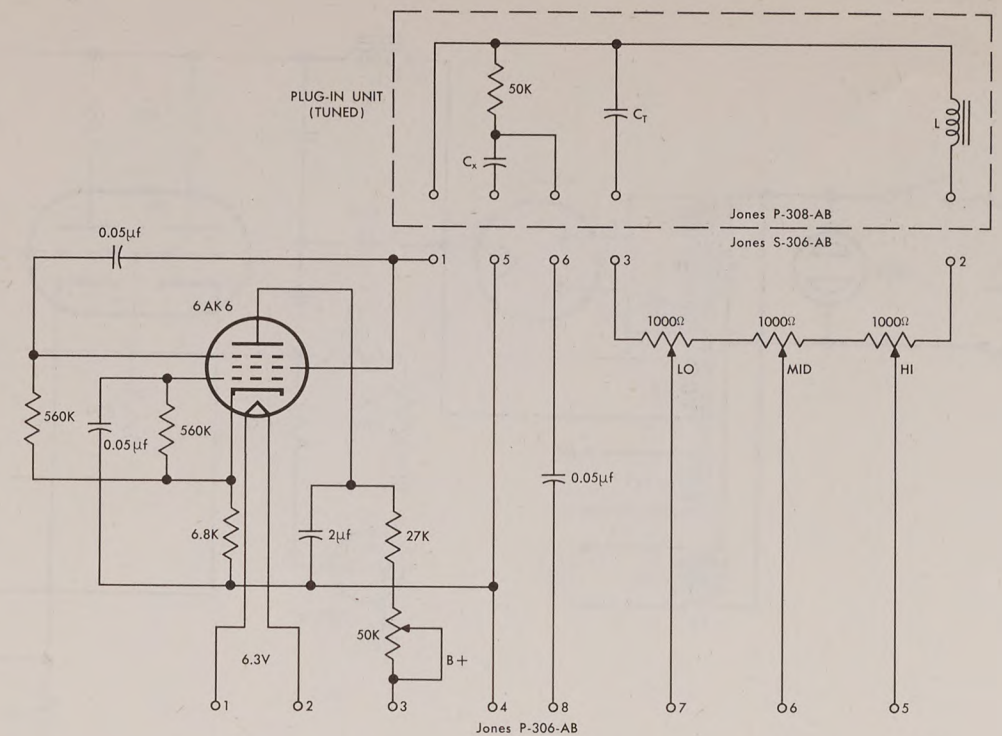 PLUG-IN UNIT
(TUNED)
50K
Cx
CT
L
Jones P-308-AB
Jones S-306-AB
0.05µf
1
5
6
3
2
6AK6
1000Ω
1000Ω
1000Ω
LO
MID
HI
560K
0.05µf
560K
0.05µf
6.8K
2µf
27K
50K
B+
6.3V
1
2
3
4
8
7
6
5
Jones P-306-AB